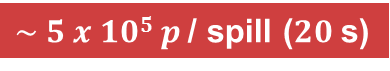 ~ 5 x 10⁵ p / spill (20 s)